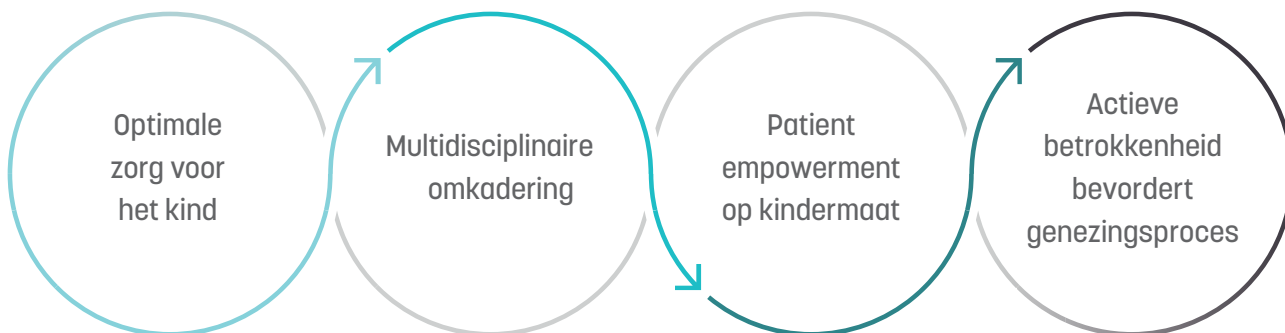 Optimale
zorg voor
het kind
Multidisciplinaire
omkadering
Patient
empowerment
op kindermaat
Actieve
betrokkenheid
bevordert
genezingsproces